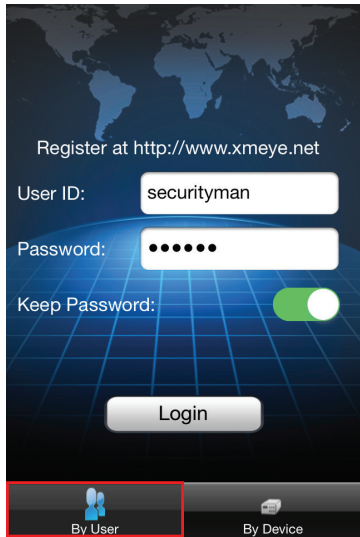 Register at http://www.xmeye.net
User ID: securityman
Password: ●●●●●●
Keep Password:
Login
By User By Device